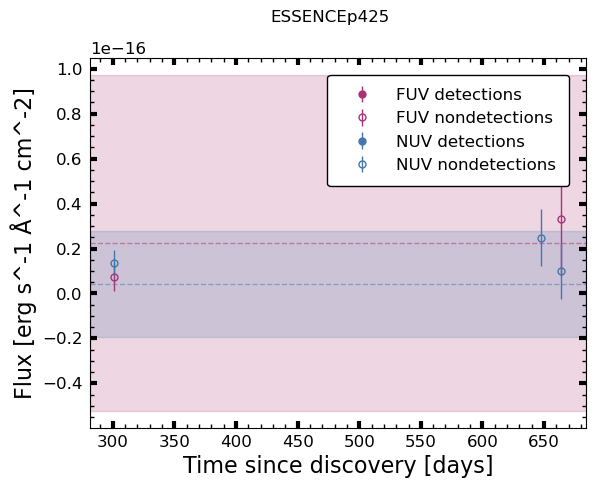 ESSENCEp425
1e−16
Flux [erg s^-1 Å^-1 cm^-2]
1.0
0.8
0.6
0.4
0.2
0.0
−0.2
−0.4
FUV detections
FUV nondetections
NUV detections
NUV nondetections
300 350 400 450 500 550 600 650
Time since discovery [days]